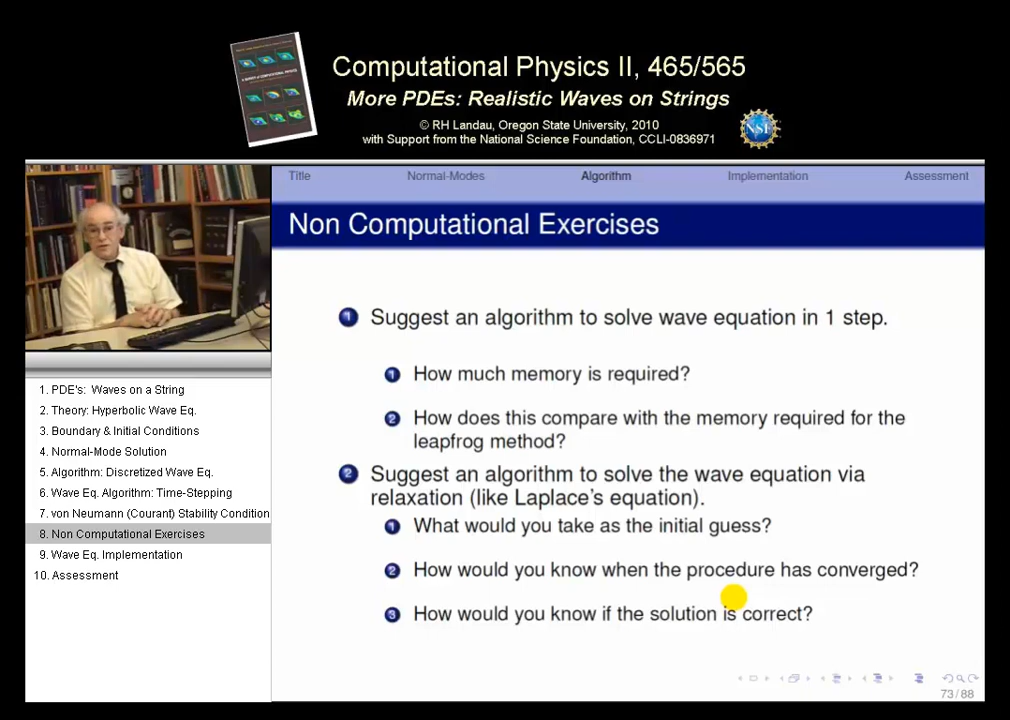 Computational Physics II, 465/565
More PDEs: Realistic Waves on Strings
© RH Landau, Oregon State University, 2010
with Support from the National Science Foundation, CCLI-0836971
NSF
Title Normal-Modes Algorithm Implementation Assessment
Non Computational Exercises
1 Suggest an algorithm to solve wave equation in 1 step.
1 How much memory is required?
2 How does this compare with the memory required for the
leapfrog method?
2 Suggest an algorithm to solve the wave equation via
relaxation (like Laplace's equation).
1 What would you take as the initial guess?
2 How would you know when the procedure has converged?
3 How would you know if the solution is correct?
73/88
1. PDE's: Waves on a String
2. Theory: Hyperbolic Wave Eq.
3. Boundary & Initial Conditions
4. Normal-Mode Solution
5. Algorithm: Discretized Wave Eq.
6. Wave Eq. Algorithm: Time-Stepping
7. von Neumann (Courant) Stability Condition
8. Non Computational Exercises
9. Wave Eq. Implementation
10. Assessment